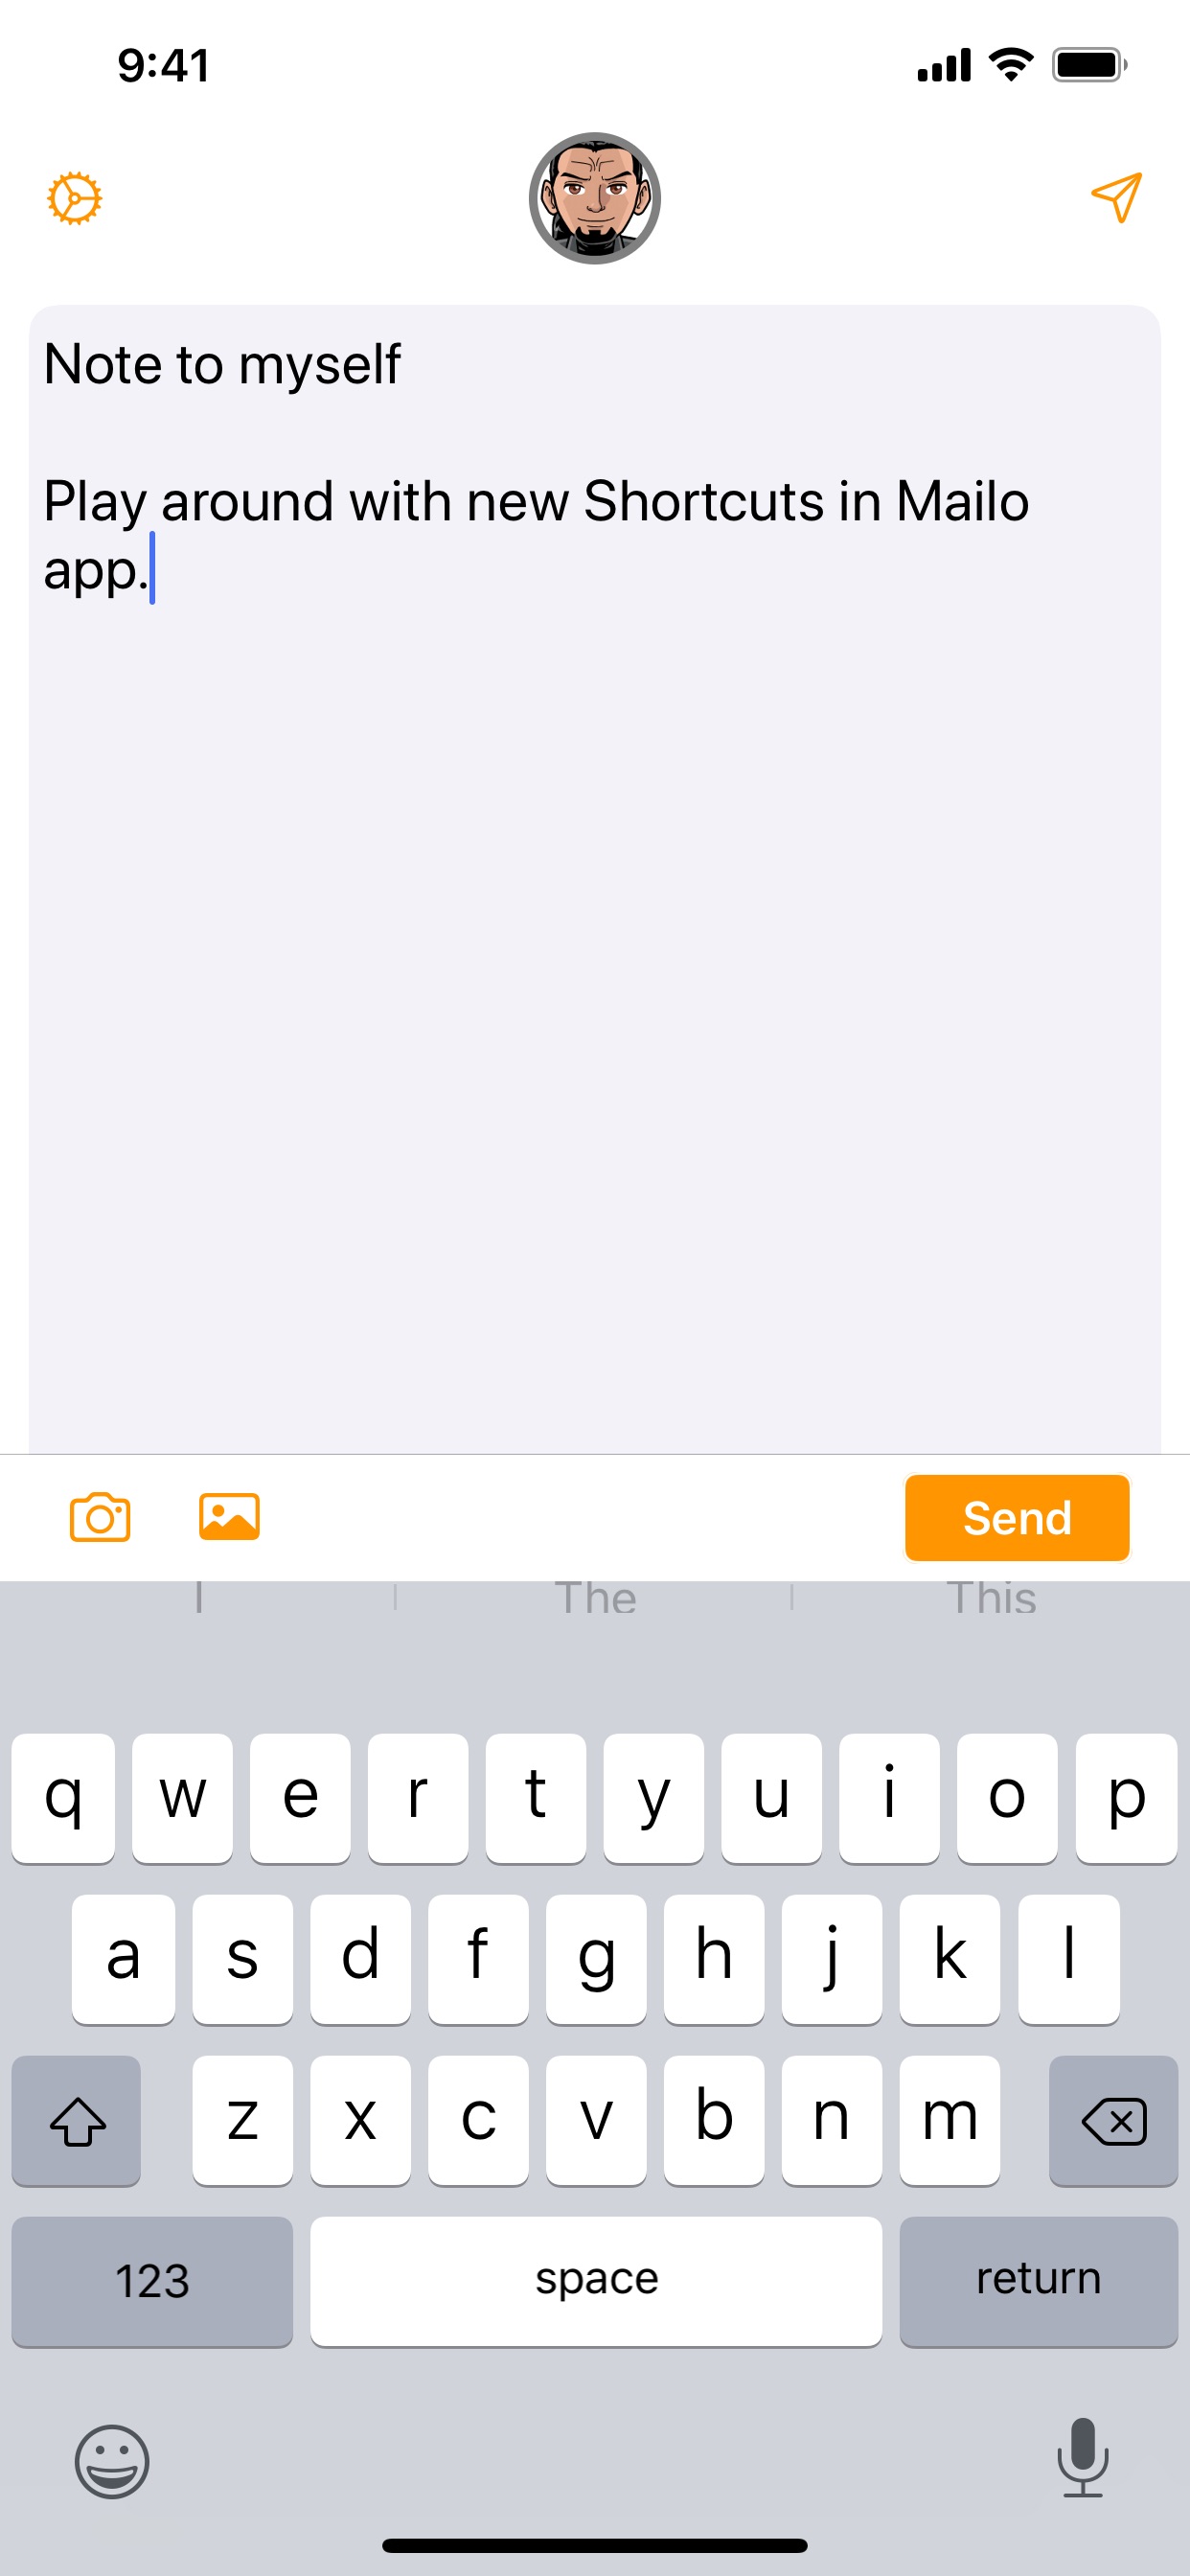 9:41
Note to myself
Play around with new Shortcuts in Mailo
app.
Send
I The This
q w e r t y u i o p
a s d f g h j k l
z x c v b n m
123 space return